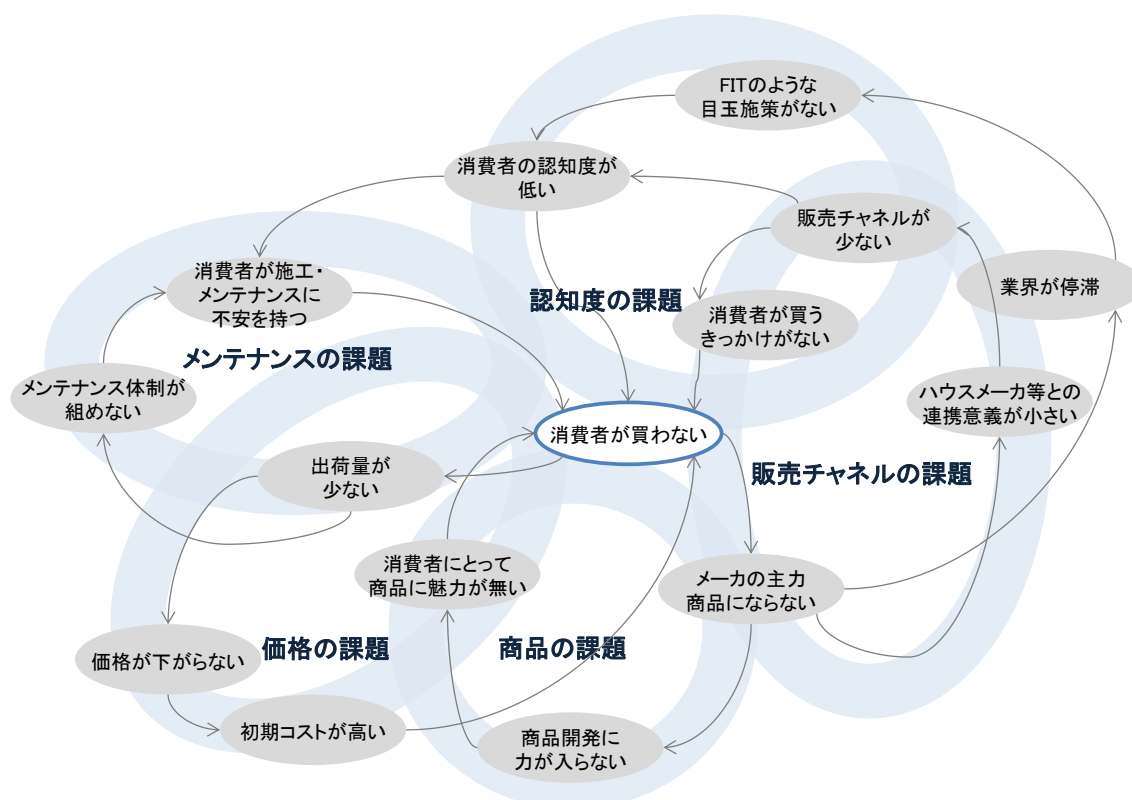 FITのような
目玉施策がない
消費者の認知度が
低い
販売チャネルが
少ない
消費者が施工・
メンテナンスに
不安を持つ
業界が停滞
認知度の課題
消費者が買う
きっかけがない
メンテナンスの課題
メンテナンス体制が
組めない
ハウスメーカ等との
連携意義が小さい
消費者が買わない
出荷量が
少ない
販売チャネルの課題
消費者にとって
商品に魅力が無い
メーカの主力
商品にならない
価格が下がらない
価格の課題
商品の課題
初期コストが高い
商品開発に
力が入らない